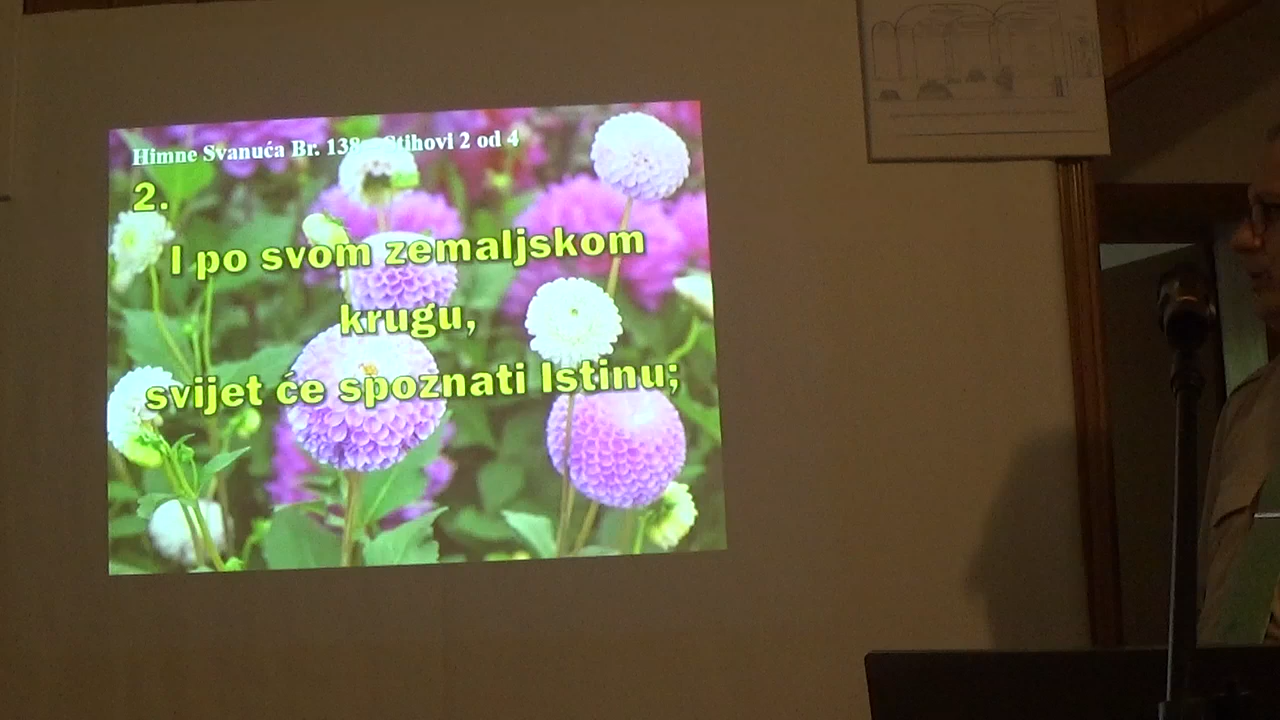 Himne Svanuća Br. 138 - Stihovi 2 od 4
2.
I po svom zemaljskom
krugu,
svijet će spoznati Istinu;